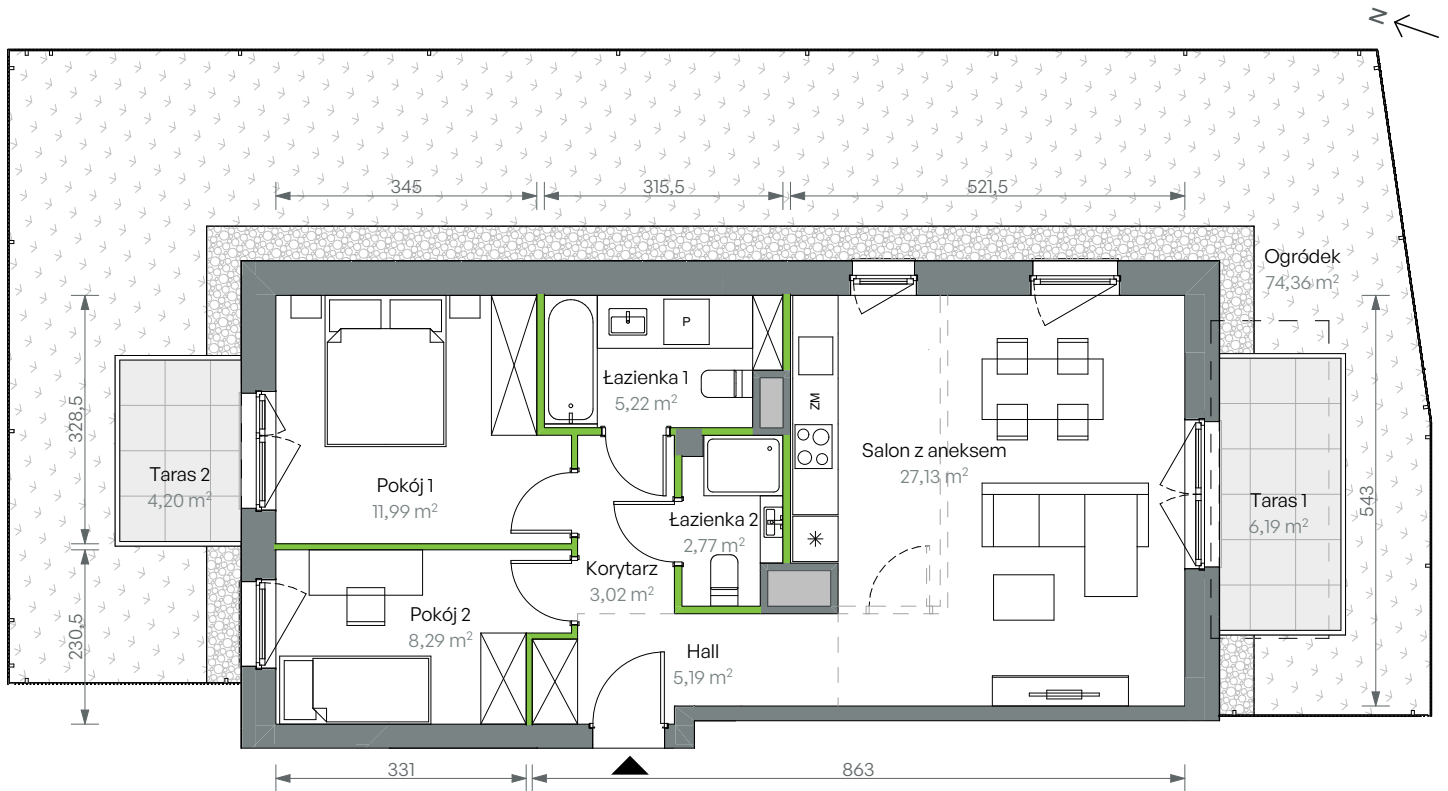 N
345
315,5
521,5
Ogródek
74,36 m²
P
Łazienka 1
5,22 m²
ZM
328,5
Taras 2
4,20 m²
Pokój 1
11,99 m²
Salon z aneksem
27,13 m²
Taras 1
6,19 m²
543
Łazienka 2
2,77 m²
Korytarz
3,02 m²
230,5
Pokój 2
8,29 m²
Hall
5,19 m²
331
863